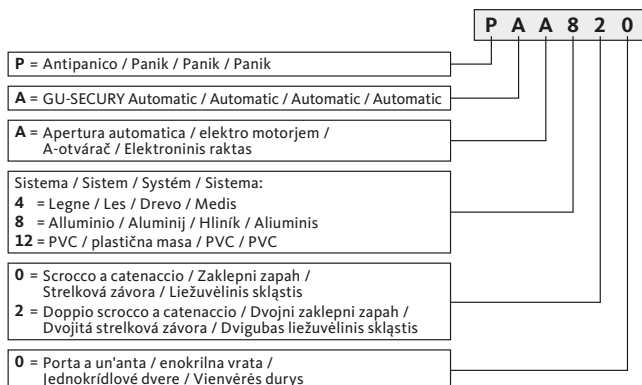 P A A 8 2 0
P = Antipanico / Panik / Panik / Panik
A = GU-SECURY Automatic / Automatic / Automatic / Automatic
A = Apertura automatica / elektro motorjem /
A-otvárač / Elektroninis raktas
Sistema / Sistem / Systém / Sistema:
4 = Legne / Les / Drevo / Medis
8 = Alluminio / Aluminij / Hliník / Aliuminis
12 = PVC / plastična masa / PVC / PVC
0 = Scrocco a catenaccio / Zaklepni zapah /
Strelková závora / Liežuvėlinis skląstis
2 = Doppio scrocco a catenaccio / Dvojni zaklepni zapah /
Dvojitá strelková závora / Dvigubas liežuvėlinis skląstis
0 = Porta a un'anta / enokrilna vrata /
Jednokrídlové dvere / Vienvėrės durys